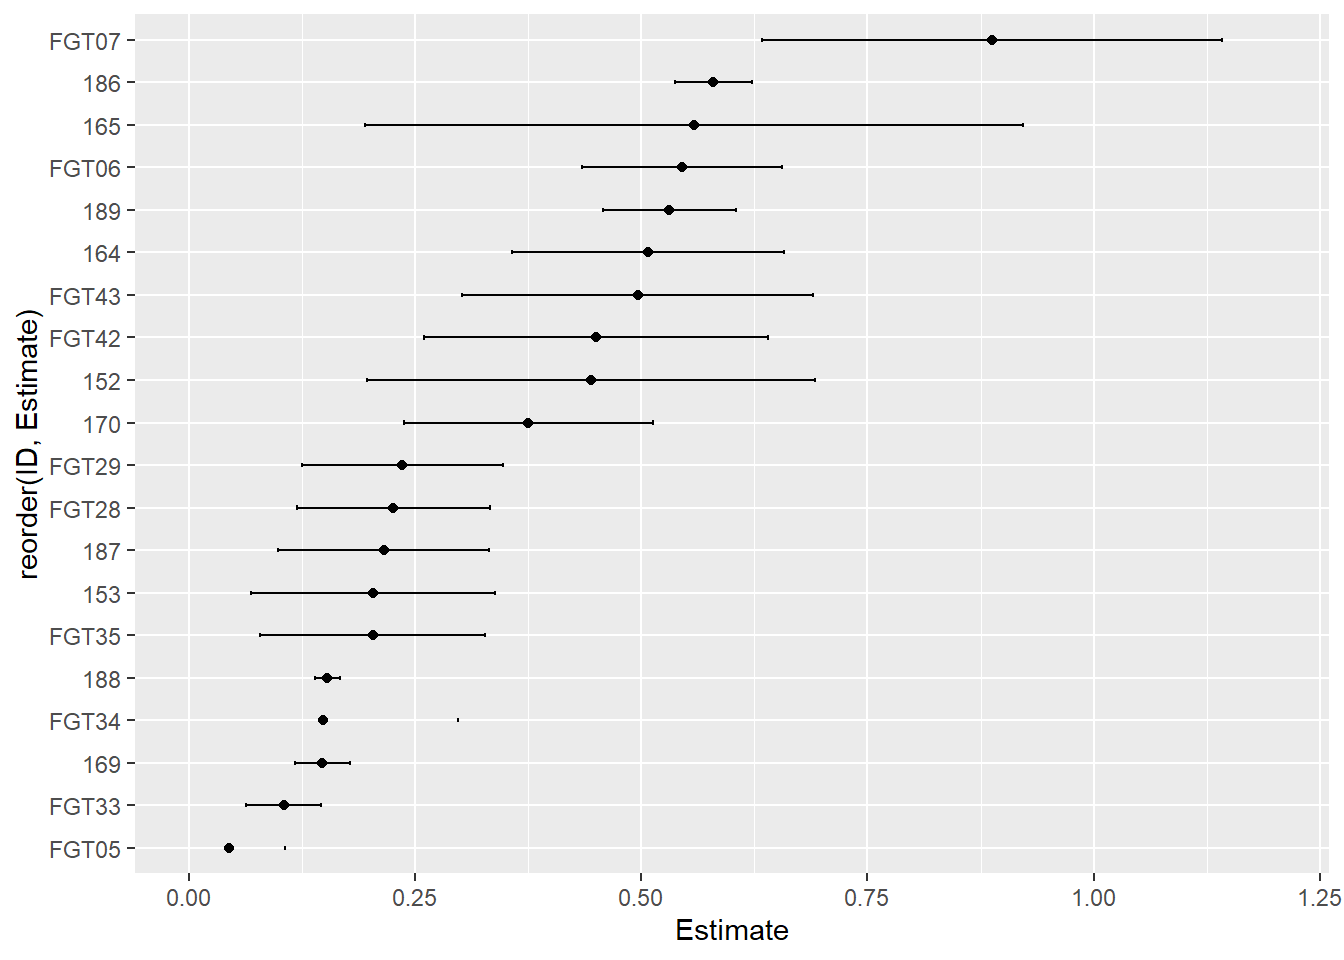 FGT07
186
165
FGT06
189
164
FGT43
FGT42
152
170
FGT29
FGT28
187
153
FGT35
188
FGT34
169
FGT33
FGT05
reorder(ID, Estimate)
0.00 0.25 0.50 0.75 1.00 1.25
Estimate